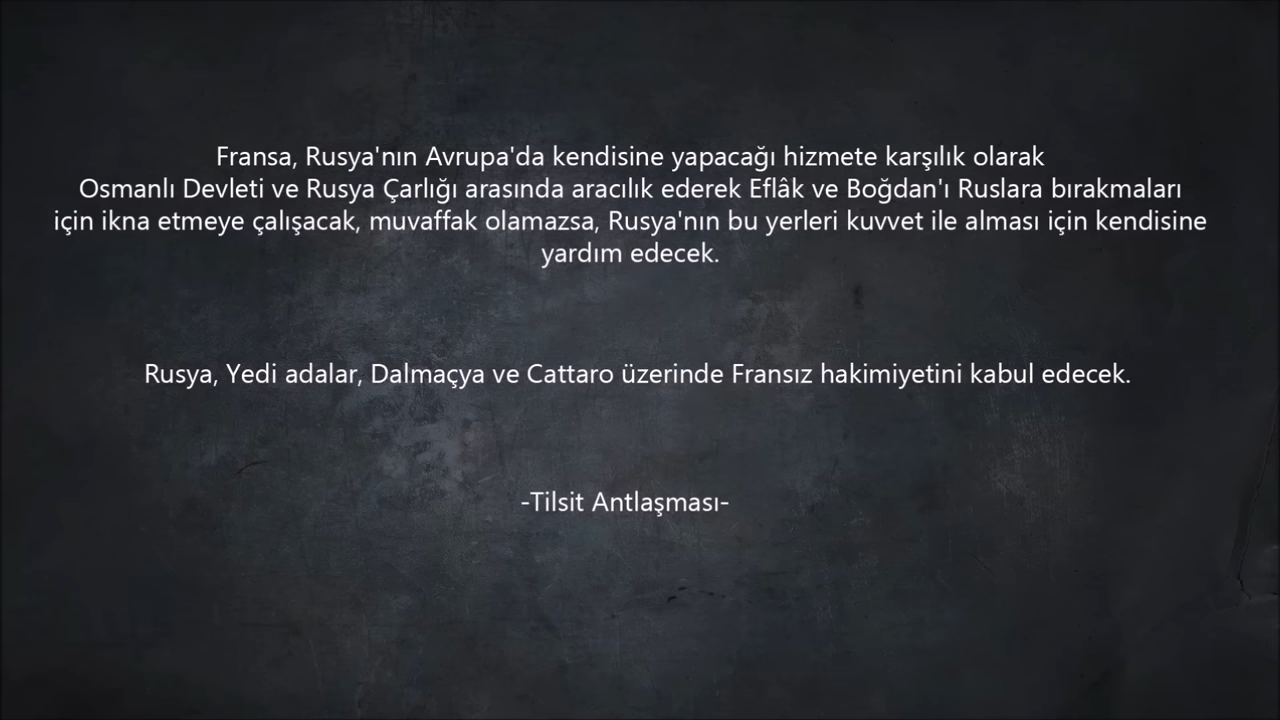 Fransa, Rusya'nın Avrupa'da kendisine yapacağı hizmete karşılık olarak
Osmanlı Devleti ve Rusya Çarlığı arasında aracılık ederek Eflâk ve Boğdan'ı Ruslara bırakmaları
için ikna etmeye çalışacak, muvaffak olamazsa, Rusya'nın bu yerleri kuvvet ile alması için kendisine
yardım edecek.
Rusya, Yedi adalar, Dalmaçya ve Cattaro üzerinde Fransız hakimiyetini kabul edecek.
-Tilsit Antlaşması-